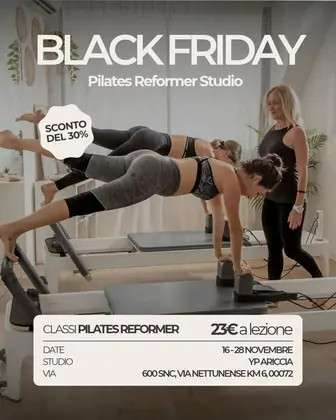 BLACK FRIDAY
Pilates Reformer Studio
SCONTO
DEL 30%
CLASSI PILATES REFORMER 23€ a lezione
DATE 16 - 28 NOVEMBRE
STUDIO YP ARICCIA
VIA 600 SNC, VIA NETTUNENSE KM 6, 00072